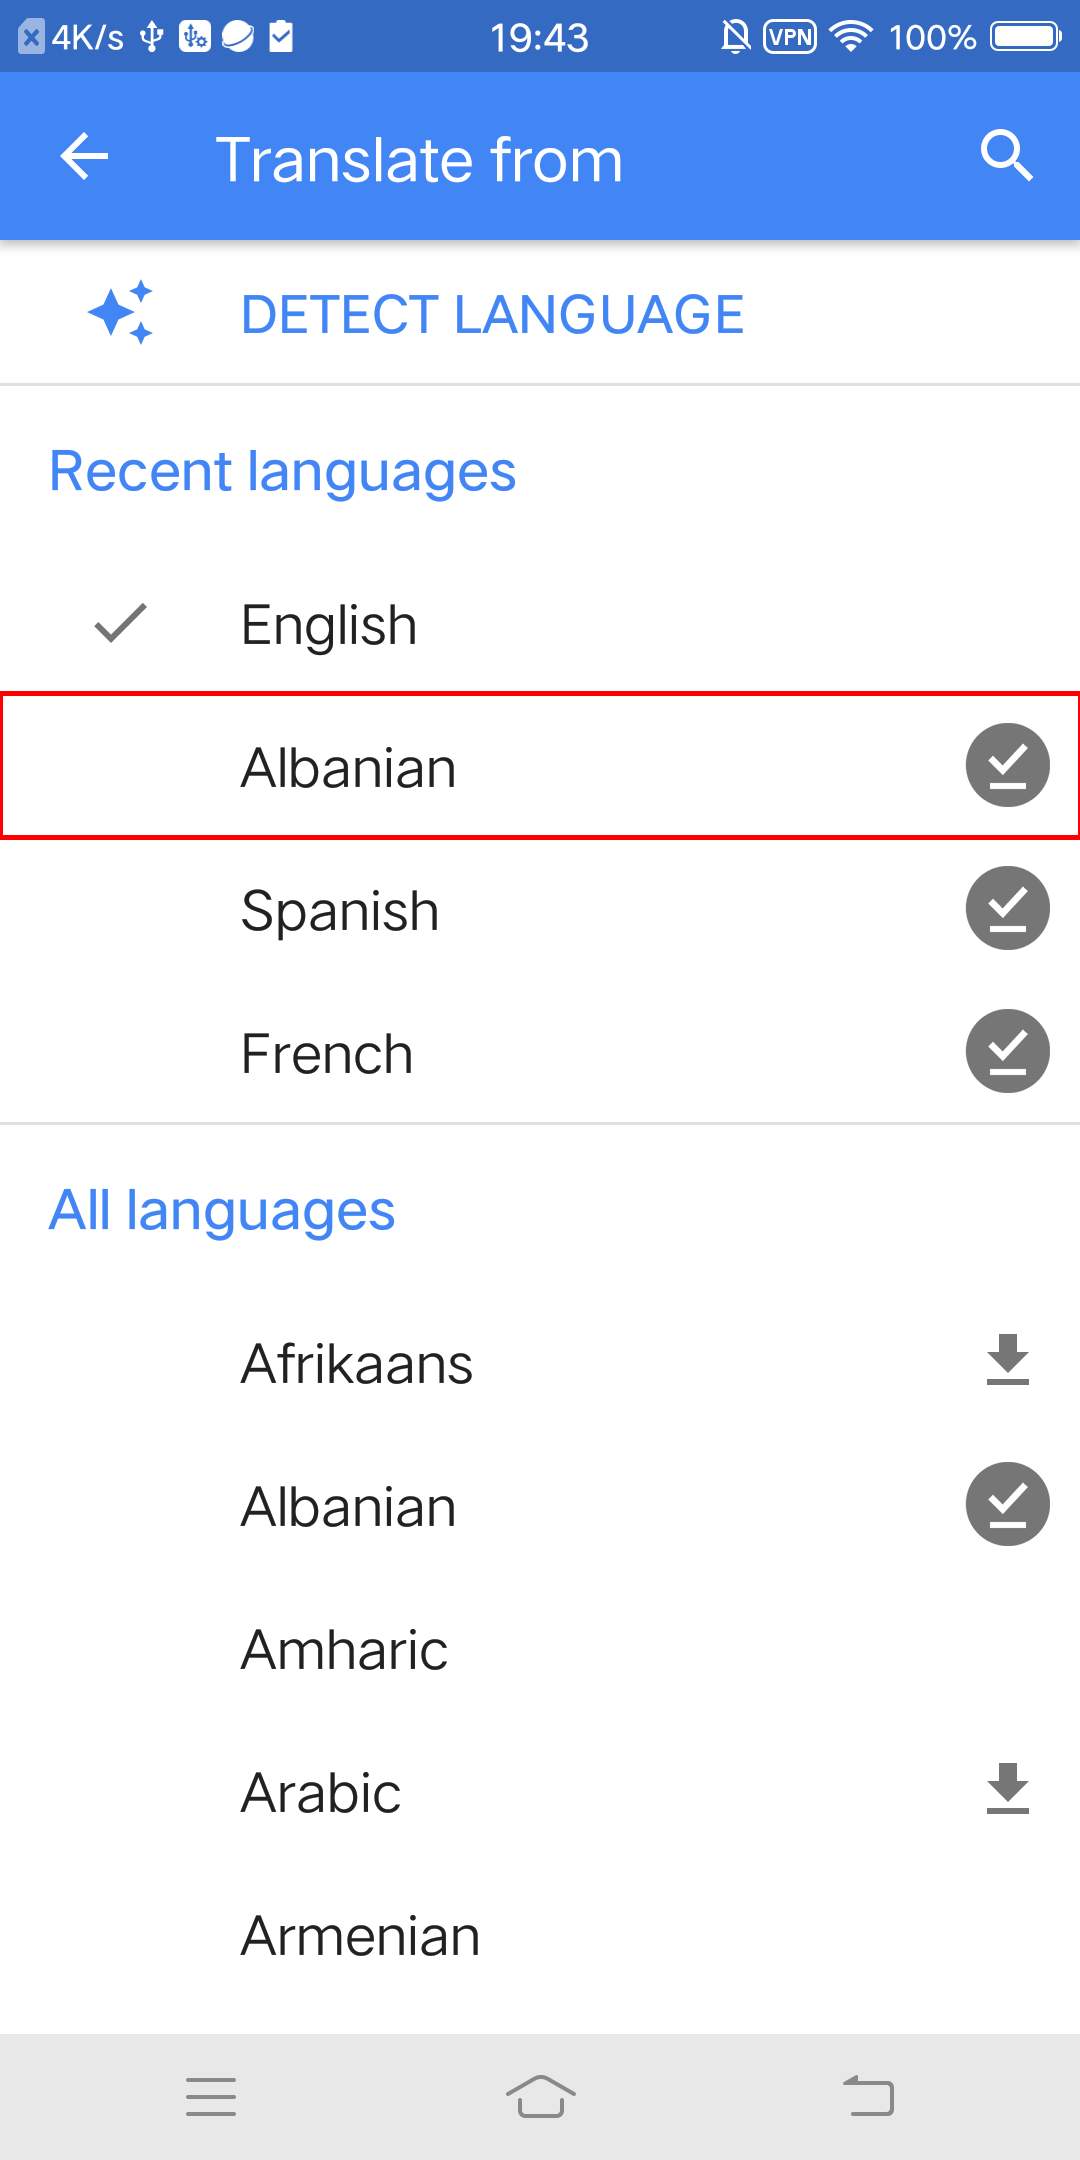 4K/s 19:43 VPN 100%
Translate from
DETECT LANGUAGE
Recent languages
English
Albanian
Spanish
French
All languages
Afrikaans
Albanian
Amharic
Arabic
Armenian